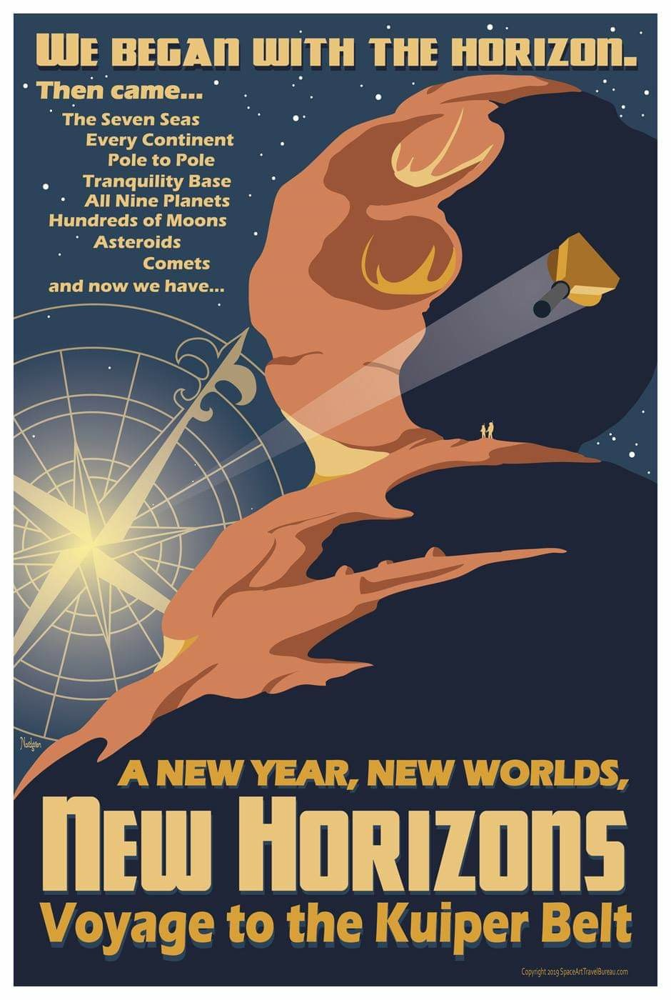 We began with the horizon.
Then came...
The Seven Seas
Every Continent
Pole to Pole
Tranquility Base
All Nine Planets
Hundreds of Moons
Asteroids
Comets
and now we have...
Nordgren
A NEW YEAR, NEW WORLDS,
New Horizons
Voyage to the Kuiper Belt
Copyright 2019 SpaceArtTravelBureau.com